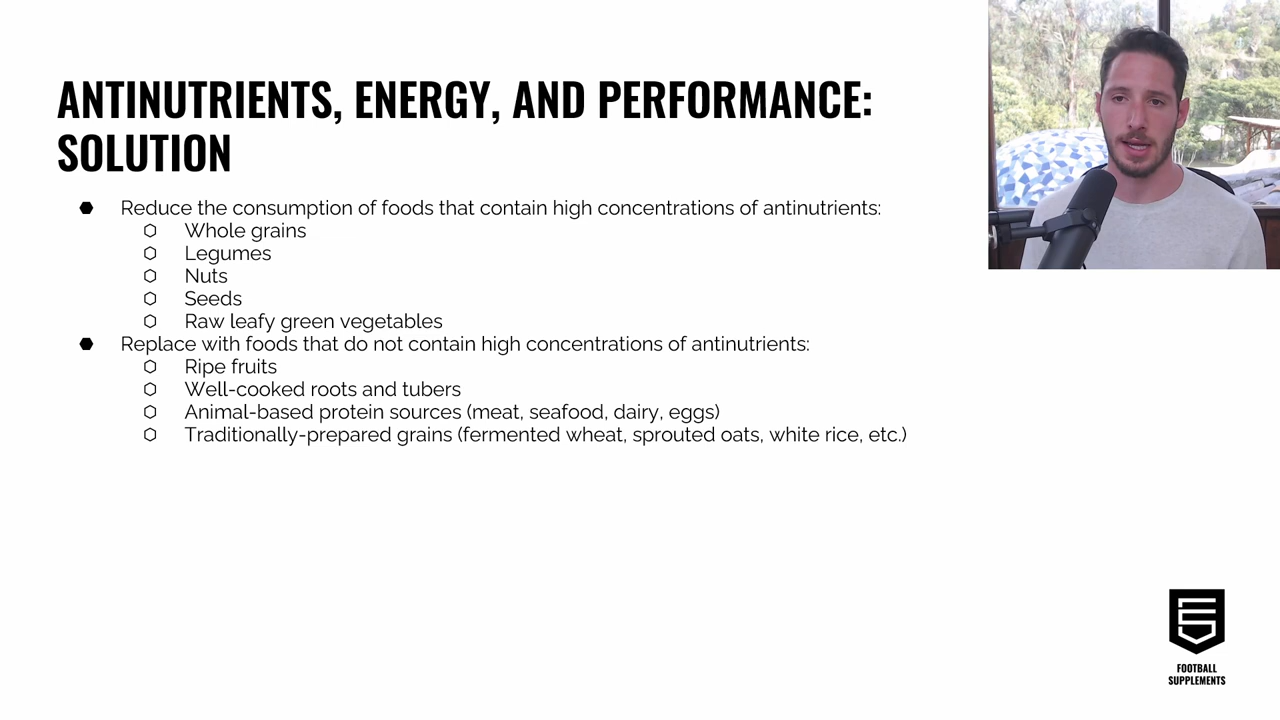 ANTINUTRIENTS, ENERGY, AND PERFORMANCE:
SOLUTION
Reduce the consumption of foods that contain high concentrations of antinutrients:
Whole grains
Legumes
Nuts
Seeds
Raw leafy green vegetables
Replace with foods that do not contain high concentrations of antinutrients:
Ripe fruits
Well-cooked roots and tubers
Animal-based protein sources (meat, seafood, dairy, eggs)
Traditionally-prepared grains (fermented wheat, sprouted oats, white rice, etc.)
FOOTBALL
SUPPLEMENTS